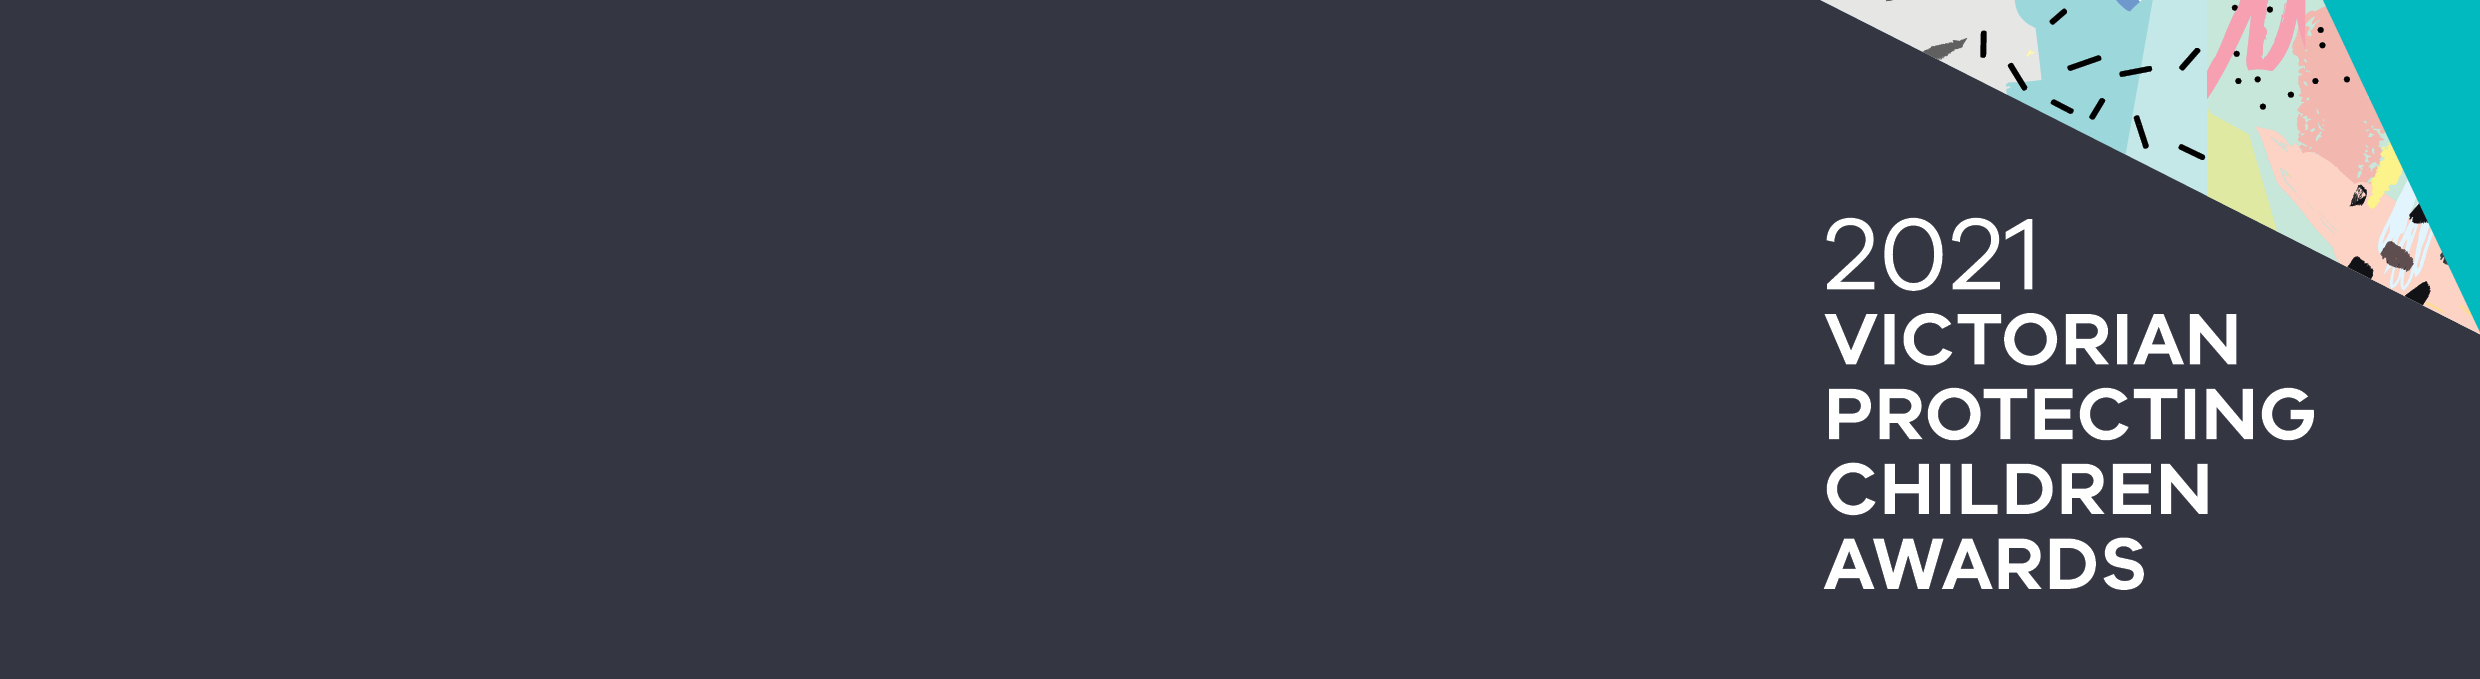 2021
VICTORIAN
PROTECTING
CHILDREN
AWARDS